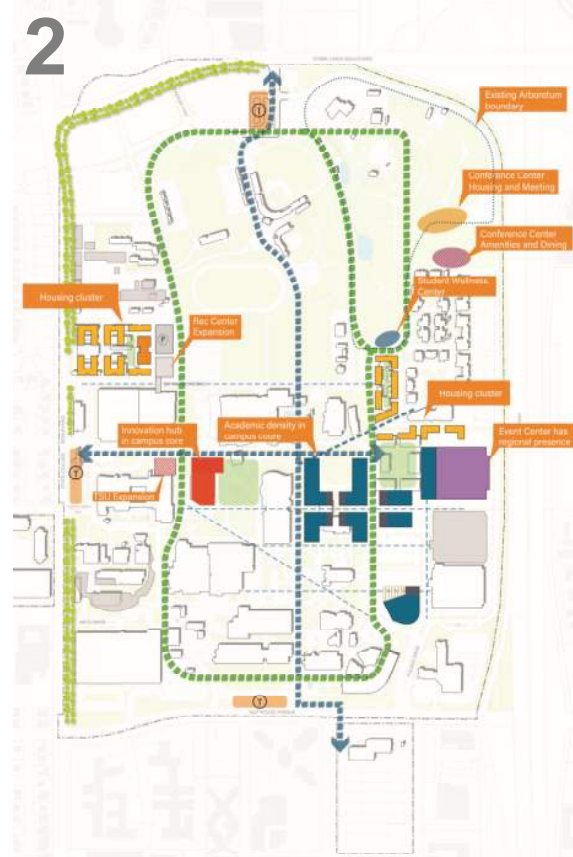 2
Existing Arboretum
boundary
Conference Center
Housing and Meeting
Conference Center
Amenities and Dining
Student Wellness
Center
Housing cluster
Rec Center
Expansion
P
Housing cluster
Innovation hub
in campus core
Academic density in
campus coure
Event Center has
regional presence
TSU Expansion
T
T
T